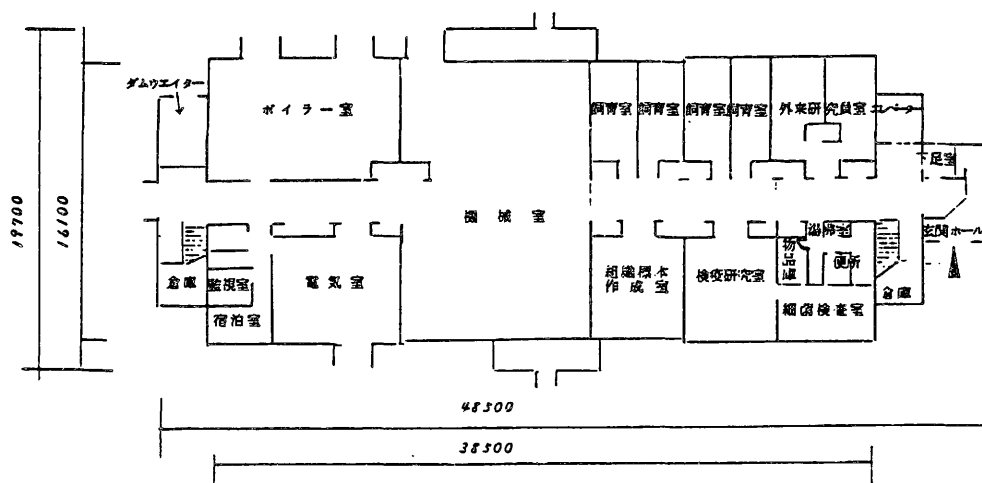 ダムウエイター
ボイラー室
飼育室
飼育室
飼育室
飼育室
外来研究員室
エレベーター
下足室
19700
16100
機械室
湯沸室
玄関ホール
物品庫
便所
倉庫
監視室
電気室
組織標本
作成室
検疫研究室
倉庫
宿泊室
細菌検査室
48500
38500